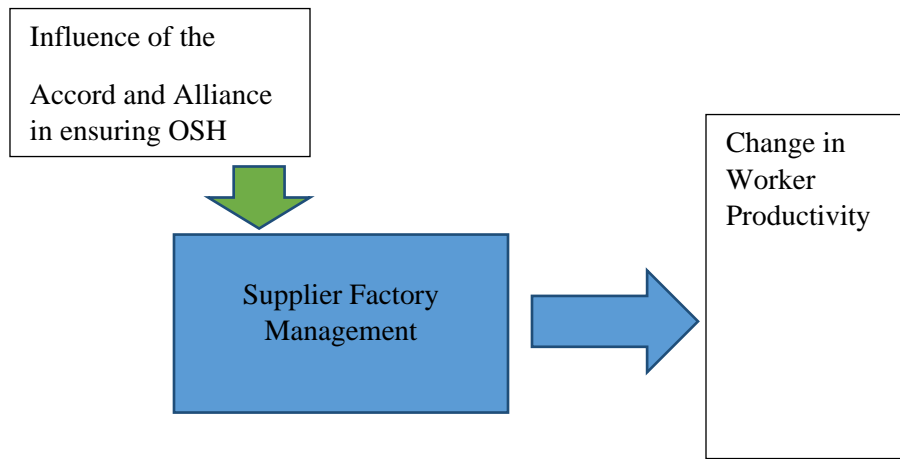 Influence of the
Accord and Alliance
in ensuring OSH
Change in
Worker
Productivity
Supplier Factory
Management